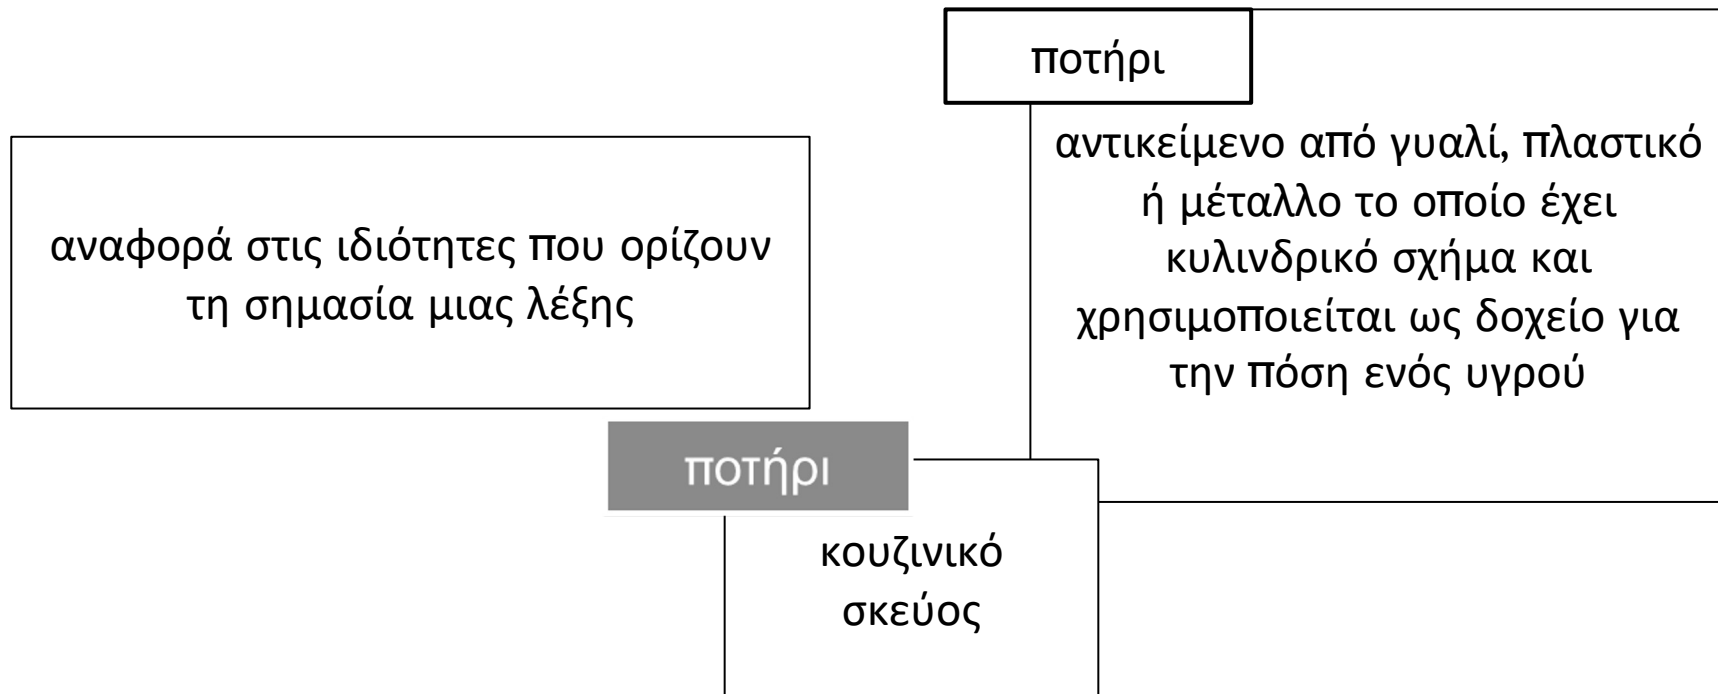 αναφορά στις ιδιότητες που ορίζουν
τη σημασία μιας λέξης
ποτήρι
αντικείμενο από γυαλί, πλαστικό
ή μέταλλο το οποίο έχει
κυλινδρικό σχήμα και
χρησιμοποιείται ως δοχείο για
την πόση ενός υγρού
ποτήρι
κουζινικό
σκεύος